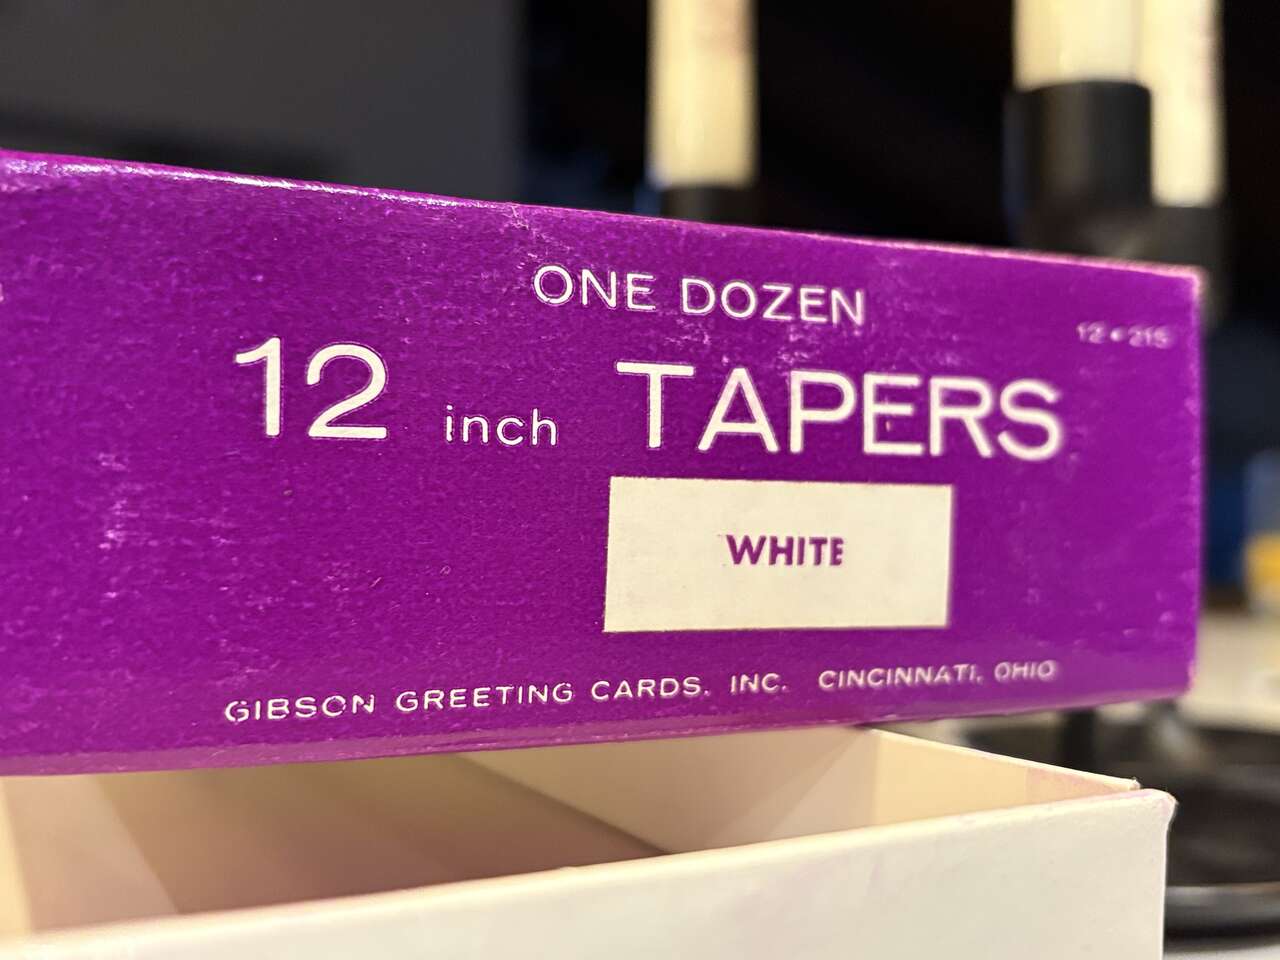 ONE DOZEN
12 • 215
12 inch TAPERS
WHITE
GIBSON GREETING CARDS, INC. CINCINNATI, OHIO